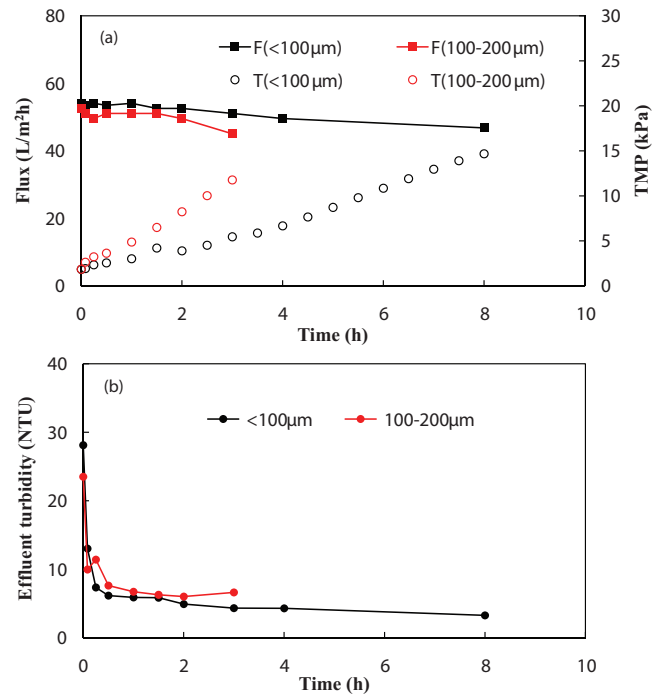 (a)
F(<100µm)
F(100-200µm)
T(<100µm)
T(100-200µm)
80
60
40
20
0
Flux (L/m²h)
30
25
20
15
10
5
0
TMP (kPa)
0 2 4 6 8 10
Time (h)
(b)
<100µm
100-200µm
40
30
20
10
0
Effluent turbidity (NTU)
0 2 4 6 8 10
Time (h)